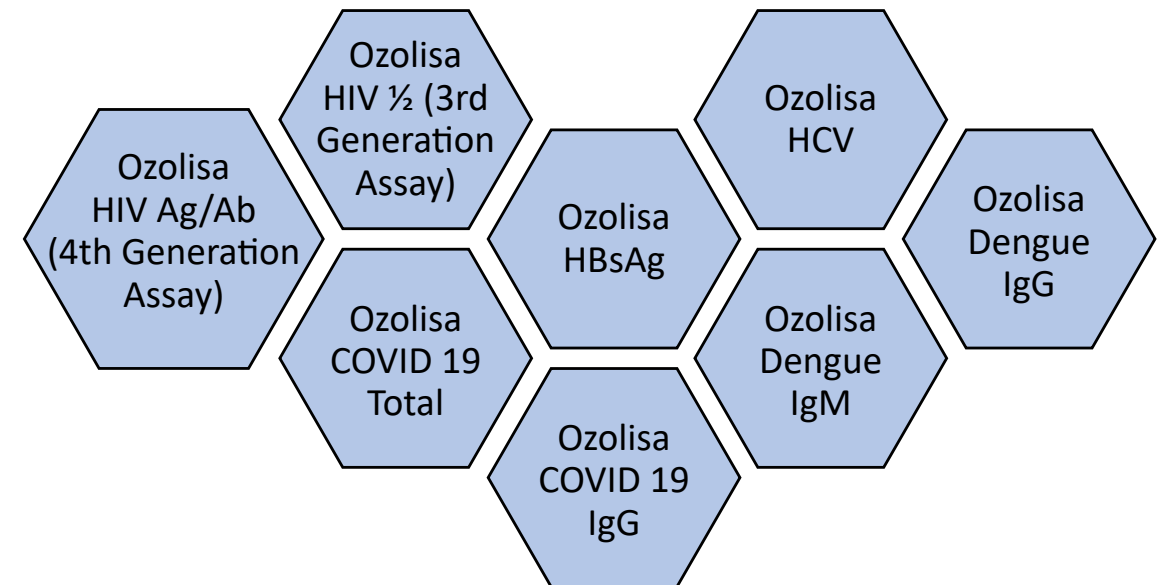 Ozolisa
HIV Ag/Ab
(4th Generation
Assay)
Ozolisa
HIV ½ (3rd
Generation
Assay)
Ozolisa
COVID 19
Total
Ozolisa
HBsAg
Ozolisa
COVID 19
IgG
Ozolisa
HCV
Ozolisa
Dengue
IgM
Ozolisa
Dengue
IgG